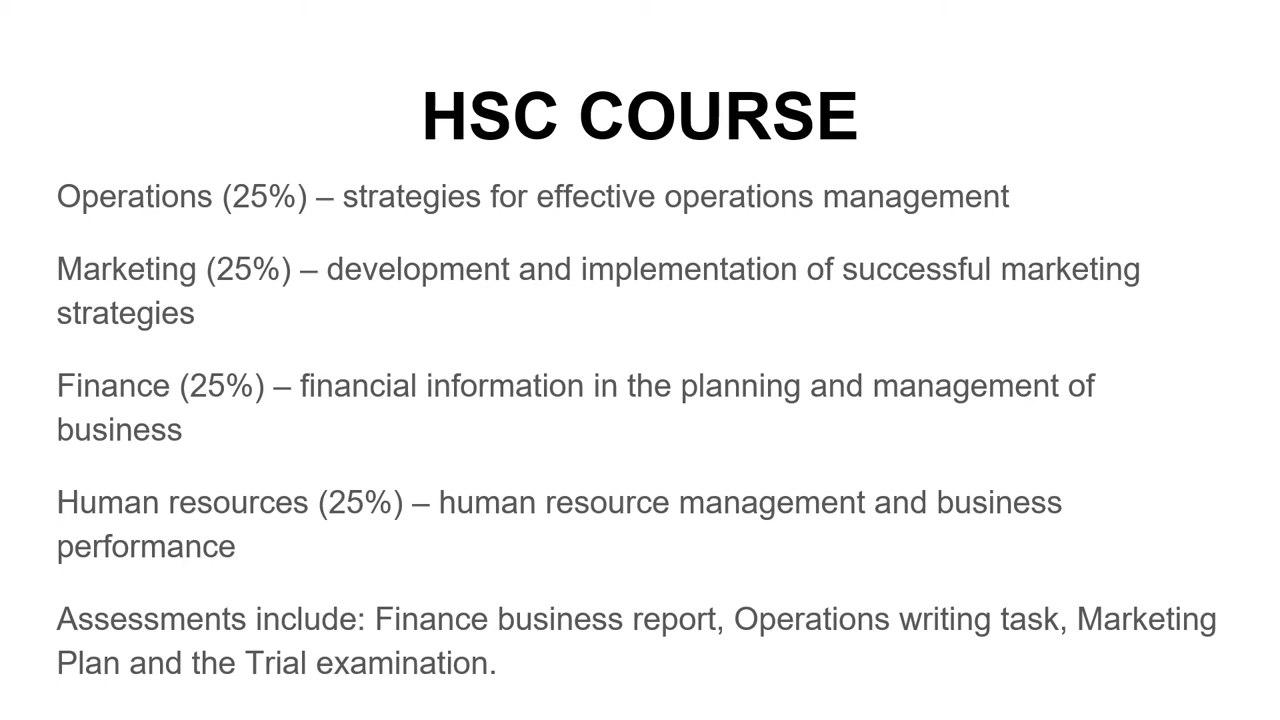 HSC COURSE
Operations (25%) – strategies for effective operations management
Marketing (25%) – development and implementation of successful marketing
strategies
Finance (25%) – financial information in the planning and management of
business
Human resources (25%) – human resource management and business
performance
Assessments include: Finance business report, Operations writing task, Marketing
Plan and the Trial examination.